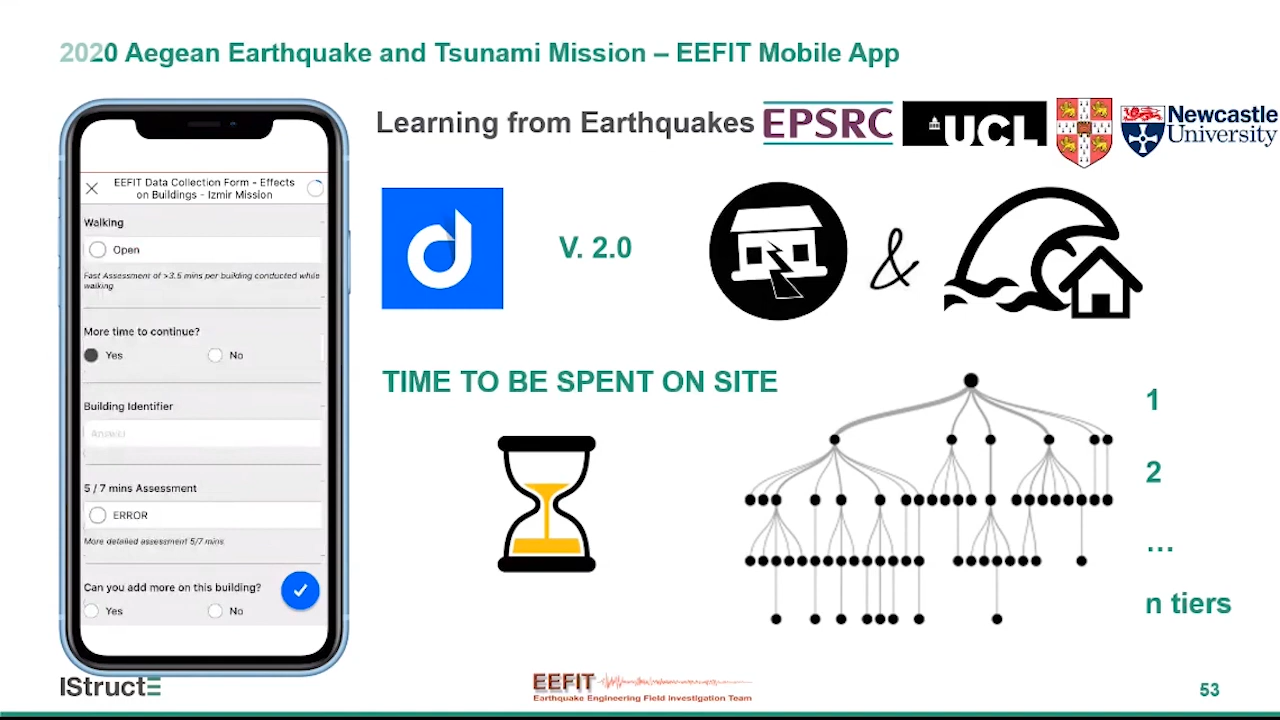 2020 Aegean Earthquake and Tsunami Mission – EEFIT Mobile App
Learning from Earthquakes
EPSRC
UCL
Newcastle
University
EEFIT Data Collection Form - Effects
on Buildings - Izmir Mission
Walking
Open
Fast Assessment of >3.5 mins per building conducted while
walking
More time to continue?
Yes
No
Building Identifier
Answer
5 / 7 mins Assessment
ERROR
More detailed assessment 5/7 mins
Can you add more on this building?
Yes
No
V. 2.0
&
TIME TO BE SPENT ON SITE
1
2
...
n tiers
IStructE
EEFIT
Earthquake Engineering Field Investigation Team
53